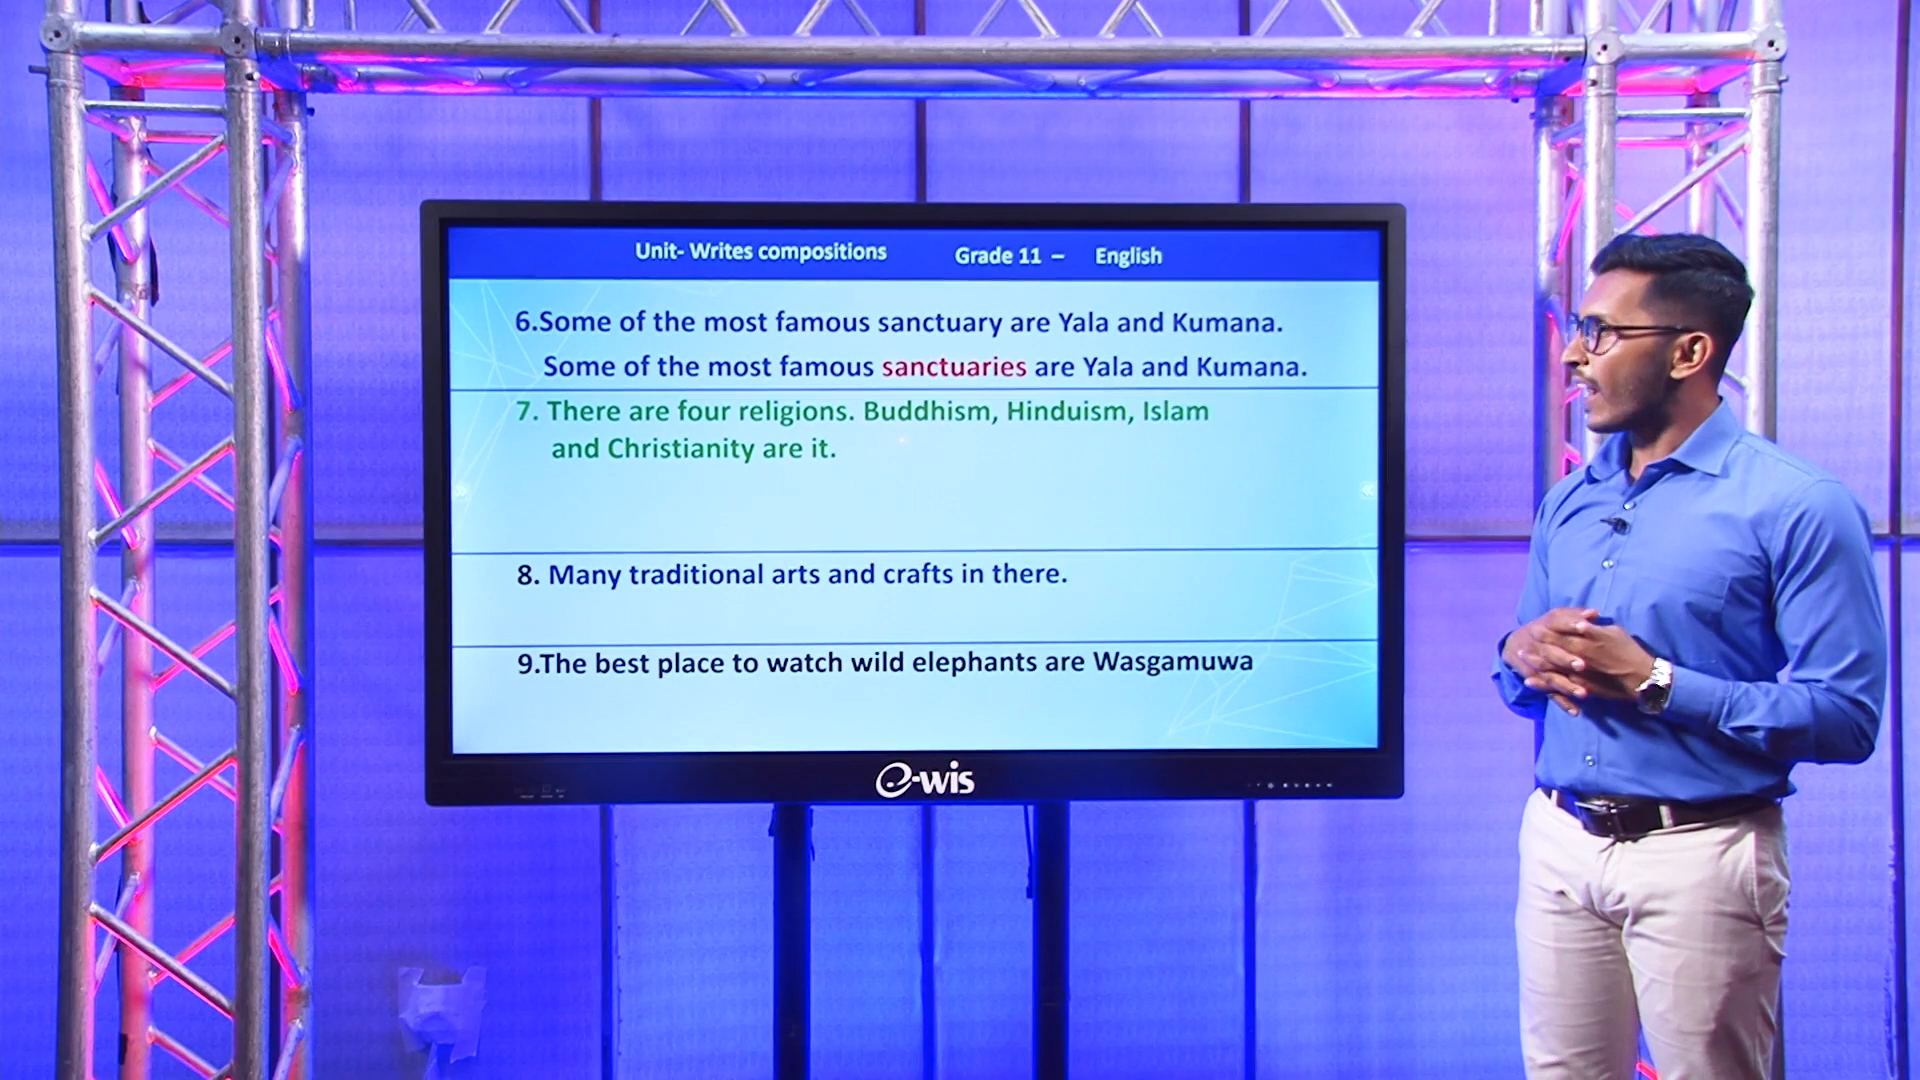 Unit- Writes compositions Grade 11 – English
6.Some of the most famous sanctuary are Yala and Kumana.
Some of the most famous sanctuaries are Yala and Kumana.
7. There are four religions. Buddhism, Hinduism, Islam
and Christianity are it.
8. Many traditional arts and crafts in there.
9.The best place to watch wild elephants are Wasgamuwa
e-wis